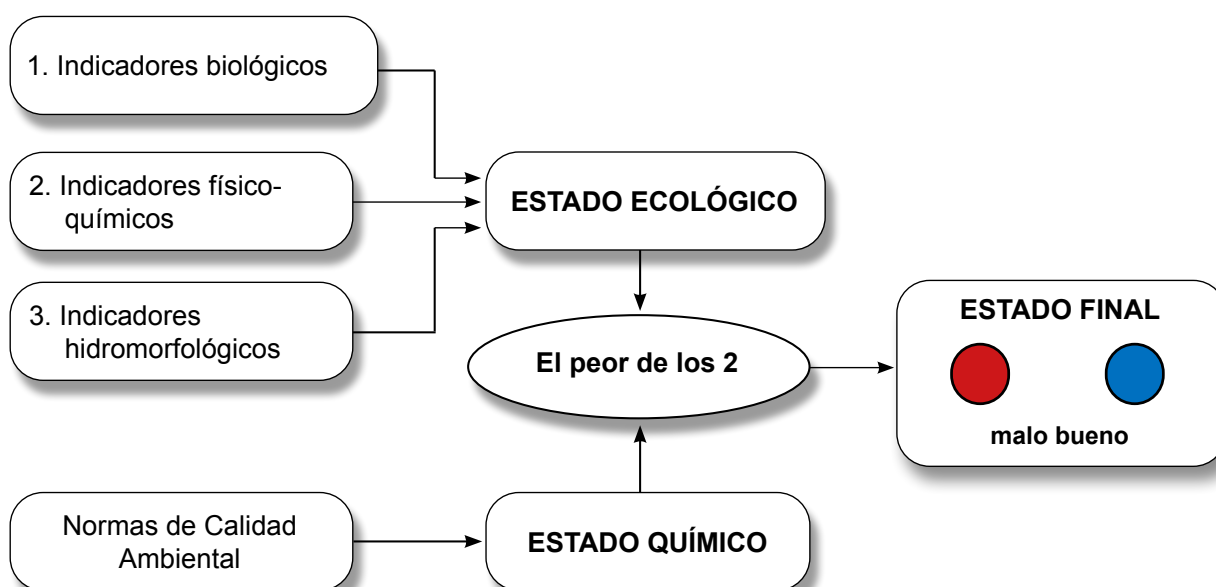 1. Indicadores biológicos
2. Indicadores físico-
químicos
3. Indicadores
hidromorfológicos
ESTADO ECOLÓGICO
El peor de los 2
ESTADO FINAL
malo bueno
Normas de Calidad
Ambiental
ESTADO QUÍMICO